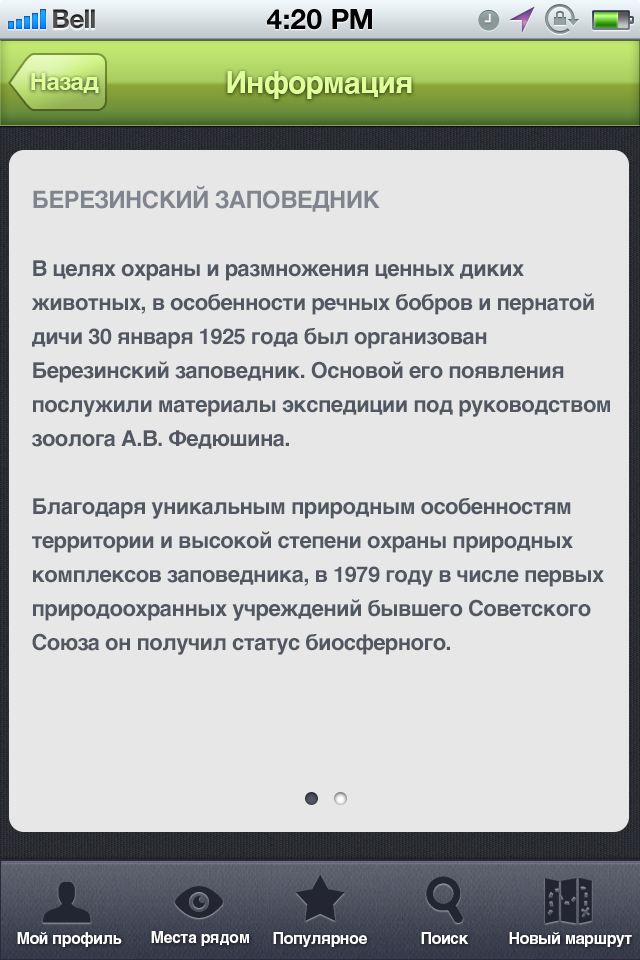 Bell 4:20 PM
Назад
Информация
БЕРЕЗИНСКИЙ ЗАПОВЕДНИК
В целях охраны и размножения ценных диких
животных, в особенности речных бобров и пернатой
дичи 30 января 1925 года был организован
Березинский заповедник. Основой его появления
послужили материалы экспедиции под руководством
зоолога А.В. Федюшина.
Благодаря уникальным природным особенностям
территории и высокой степени охраны природных
комплексов заповедника, в 1979 году в числе первых
природоохранных учреждений бывшего Советского
Союза он получил статус биосферного.
Мой профиль Места рядом Популярное Поиск Новый маршрут